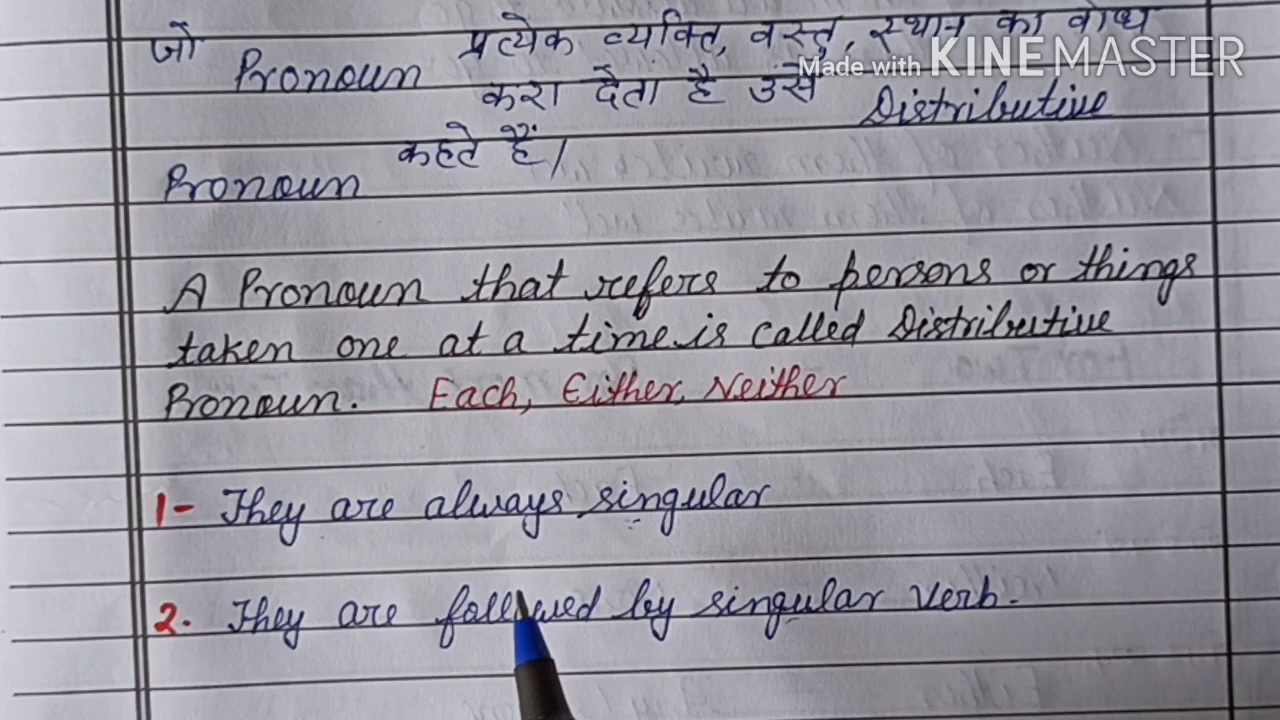 जो Pronoun प्रत्येक व्यक्ति, वस्तु, स्थान का बोध
Made with KINEMASTER
करा देता है उसे Distributive
Pronoun कहते हैं।
A Pronoun that refers to persons or things
taken one at a time is called Distributive
Pronoun. Each, Either, Neither
1- They are always singular
2. They are followed by singular verb.